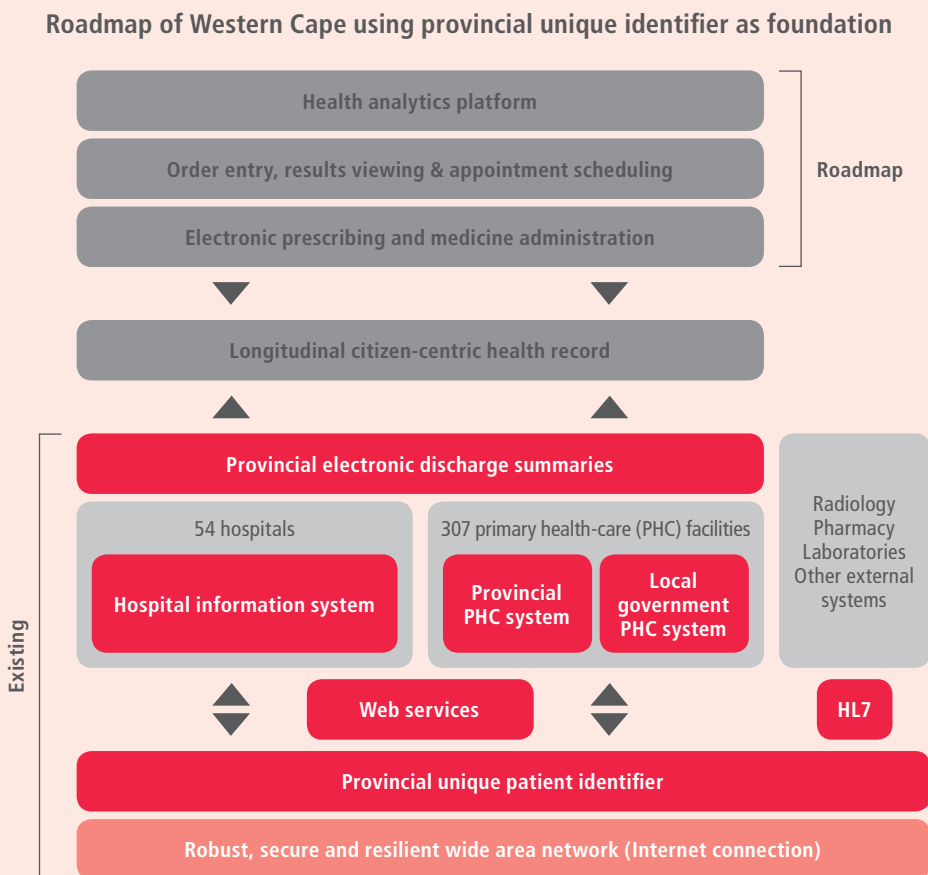 Roadmap of Western Cape using provincial unique identifier as foundation
Health analytics platform
Order entry, results viewing & appointment scheduling
Electronic prescribing and medicine administration
Roadmap
Longitudinal citizen-centric health record
Existing
Provincial electronic discharge summaries
54 hospitals
Hospital information system
307 primary health-care (PHC) facilities
Provincial
PHC system
Local
government
PHC system
Radiology
Pharmacy
Laboratories
Other external
systems
Web services
HL7
Provincial unique patient identifier
Robust, secure and resilient wide area network (Internet connection)